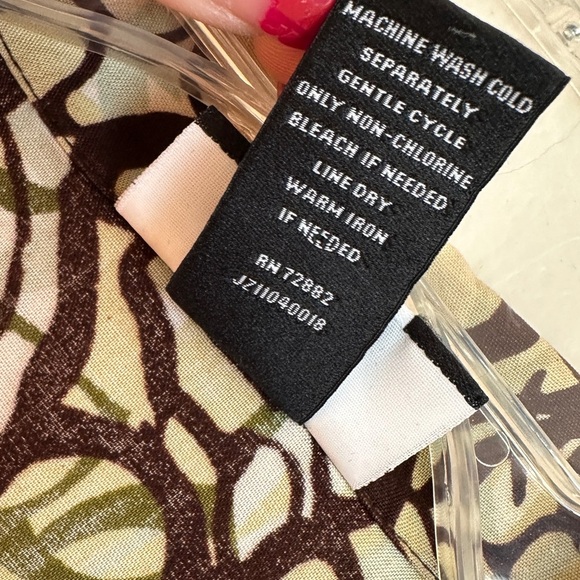 MACHINE WASH COLD
SEPARATELY
GENTLE CYCLE
ONLY NON-CHLORINE
BLEACH IF NEEDED
LINE DRY
WARM IRON
IF NEEDED
RN 72882
JZ11040018